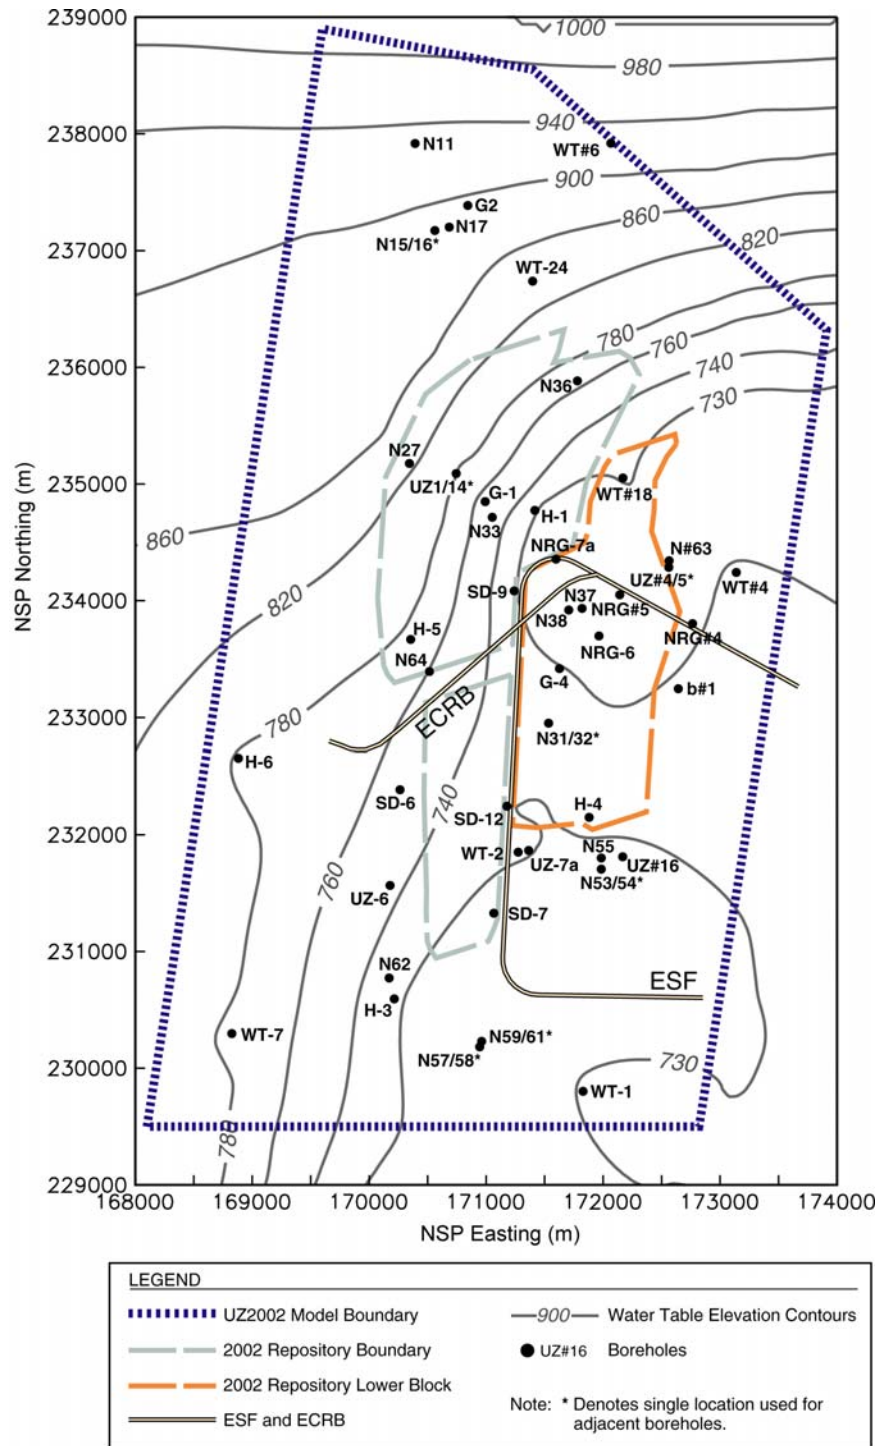 239000
1000
980
238000
940
N11
WT#6
900
G2
860
237000
N17
N15/16*
820
WT-24
780
760
236000
740
N36
730
N27
235000
UZ1/14*
G-1
WT#18
N33
H-1
860
NRG-7a
N#63
UZ#4/5*
WT#4
234000
820
SD-9
N37
NRG#5
N38
H-5
NRG#4
N64
NRG-6
G-4
b#1
233000
780
ECRB
N31/32*
H-6
SD-6
740
H-4
SD-12
232000
WT-2
UZ-7a
N55
UZ#16
760
N53/54*
UZ-6
SD-7
231000
N62
ESF
H-3
WT-7
N59/61*
N57/58*
230000
730
WT-1
780
229000
168000 169000 170000 171000 172000 173000 174000
NSP Northing (m)
NSP Easting (m)
LEGEND
UZ2002 Model Boundary
900 Water Table Elevation Contours
2002 Repository Boundary
UZ#16 Boreholes
2002 Repository Lower Block
ESF and ECRB
Note: * Denotes single location used for
adjacent boreholes.